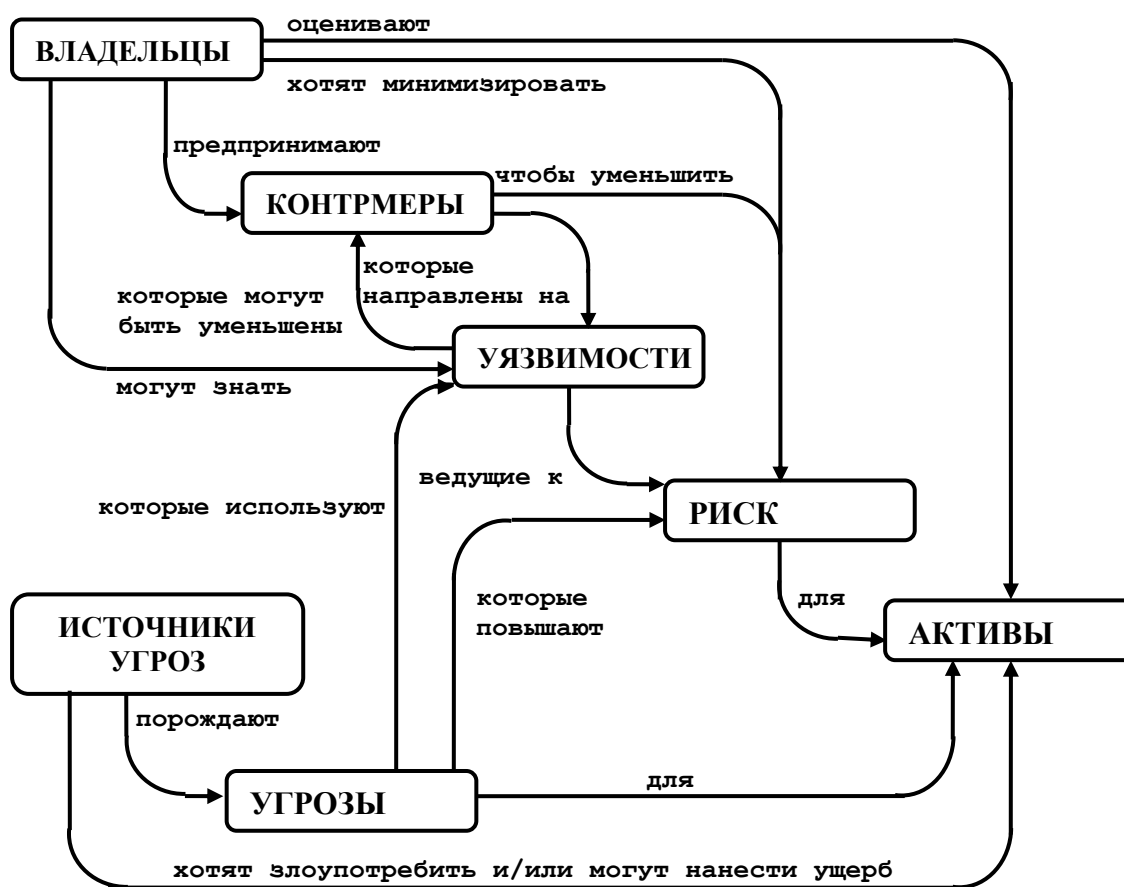 оценивают
ВЛАДЕЛЬЦЫ
хотят минимизировать
предпринимают
чтобы уменьшить
КОНТРМЕРЫ
которые
направлены на
которые могут
быть уменьшены
УЯЗВИМОСТИ
могут знать
ведущие к
которые используют
РИСК
которые
повышают
для
ИСТОЧНИКИ
УГРОЗ
АКТИВЫ
порождают
для
УГРОЗЫ
хотят злоупотребить и/или могут нанести ущерб